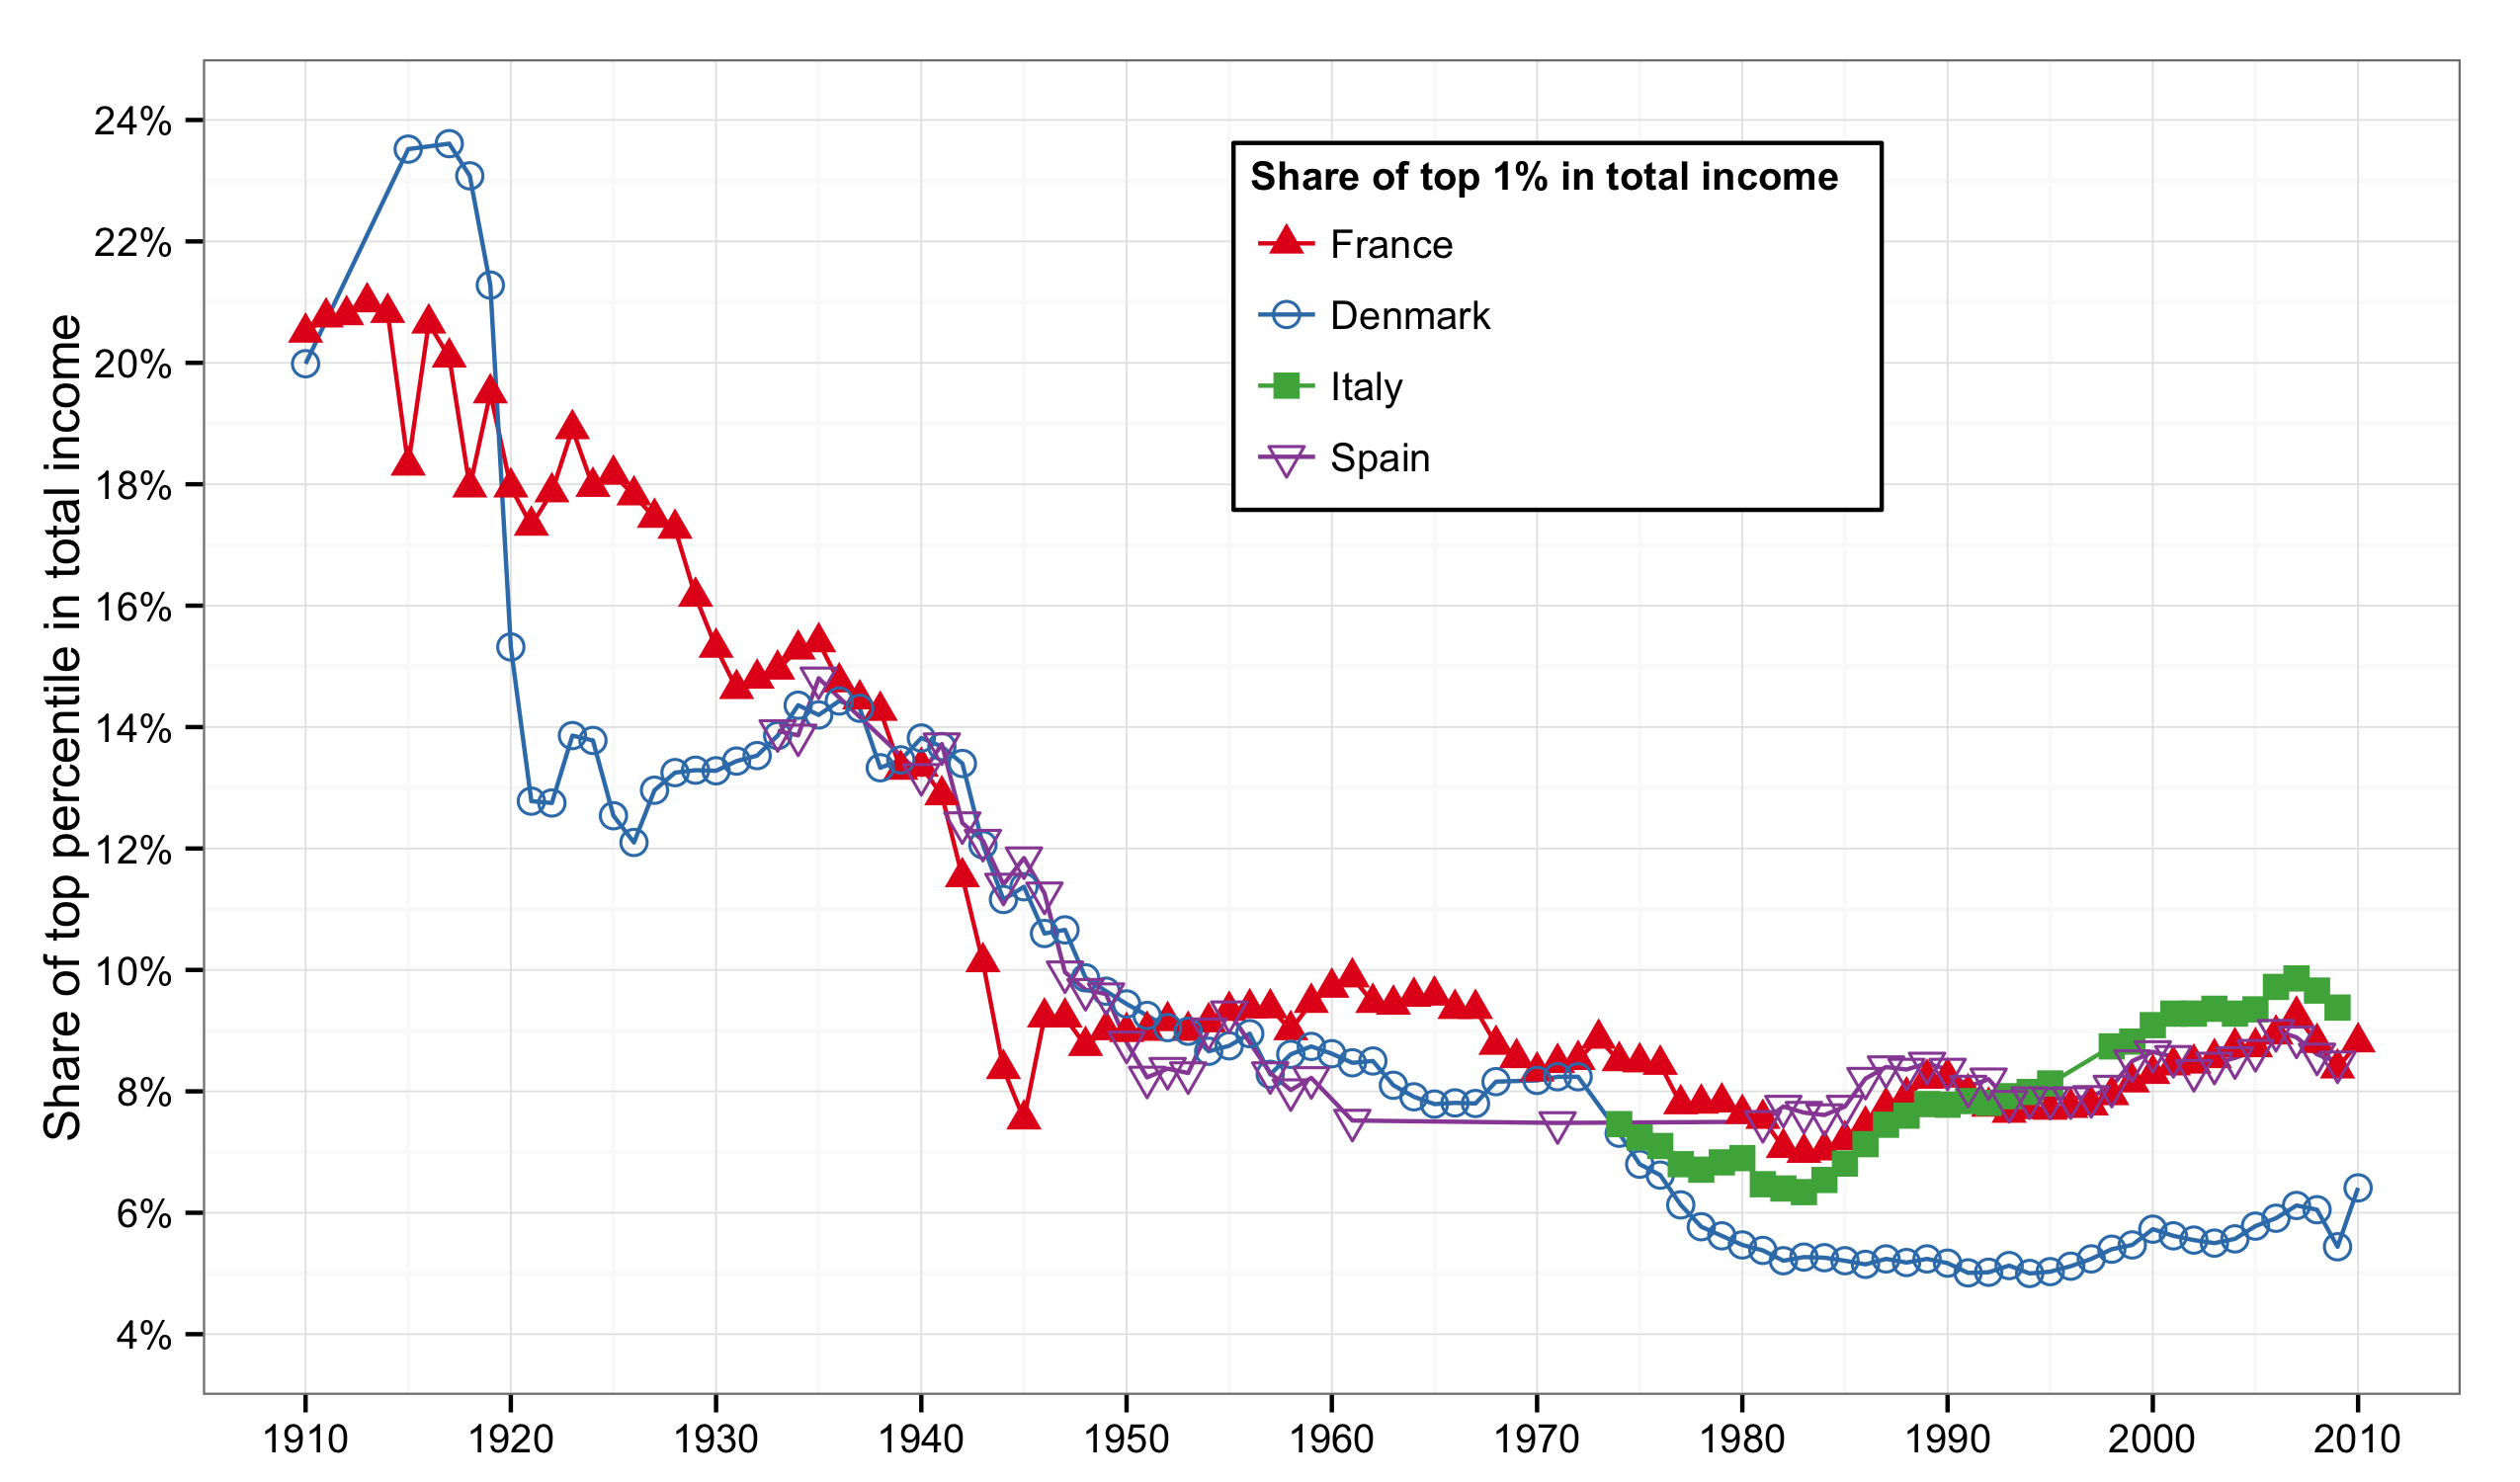 Share of top 1% in total income
France
Denmark
Italy
Spain
Share of top percentile in total income
24%
22%
20%
18%
16%
14%
12%
10%
8%
6%
4%
1910 1920 1930 1940 1950 1960 1970 1980 1990 2000 2010